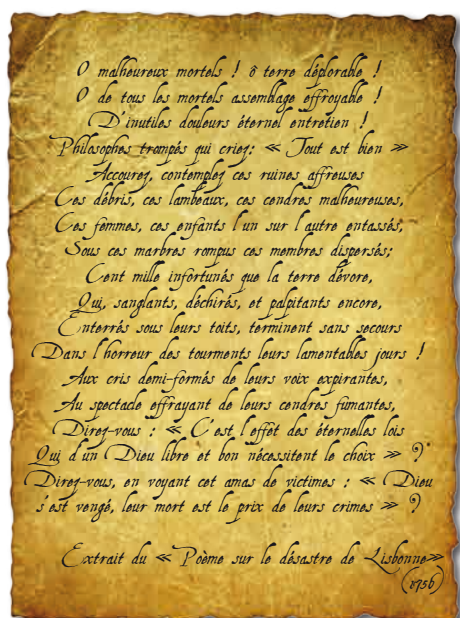 O malheureux mortels ! ô terre déplorable !
O de tous les mortels assemblage effroyable !
D'inutiles douleurs éternel entretien !
Philosophes trompés qui criez: « Tout est bien »
Accourez, contemplez ces ruines affreuses
Ces débris, ces lambeaux, ces cendres malheureuses,
Ces femmes, ces enfants l'un sur l'autre entassés,
Sous ces marbres rompus ces membres dispersés;
Cent mille infortunés que la terre dévore,
Qui, sanglants, déchirés, et palpitants encore,
Enterrés sous leurs toits, terminent sans secours
Dans l'horreur des tourments leurs lamentables jours !
Aux cris demi-formés de leurs voix expirantes,
Au spectacle effrayant de leurs cendres fumantes,
Direz-vous : « C'est l'effet des éternelles lois
Qui d'un Dieu libre et bon nécessitent le choix » ?
Direz-vous, en voyant cet amas de victimes : « Dieu
s'est vengé, leur mort est le prix de leurs crimes » ?
Extrait du « Poème sur le désastre de Lisbonne»
(1756)